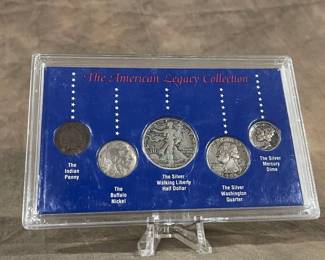 The American Legacy Collection
The
Indian
Penny
The
Buffalo
Nickel
The Silver
Walking Liberty
Half Dollar
The Silver
Washington
Quarter
The Silver
Mercury
Dime